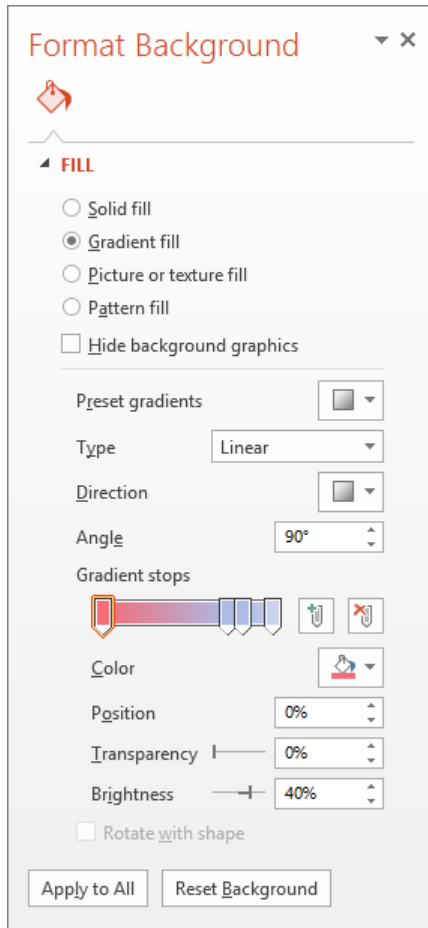 Format Background
FILL
Solid fill
Gradient fill
Picture or texture fill
Pattern fill
Hide background graphics
Preset gradients
Type Linear
Direction
Angle 90°
Gradient stops
Color
Position 0%
Transparency 0%
Brightness 40%
Rotate with shape
Apply to All Reset Background